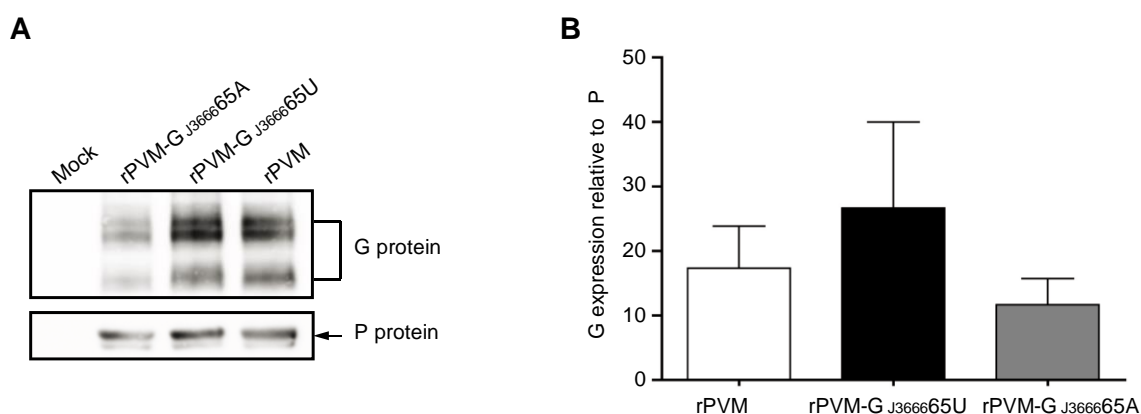 A
Mock
rPVM-G J366665A
rPVM-G J366665U
rPVM
G protein
P protein
B
G expression relative to P
50
40
30
20
10
0
rPVM
rPVM-G J366665U
rPVM-G J366665A